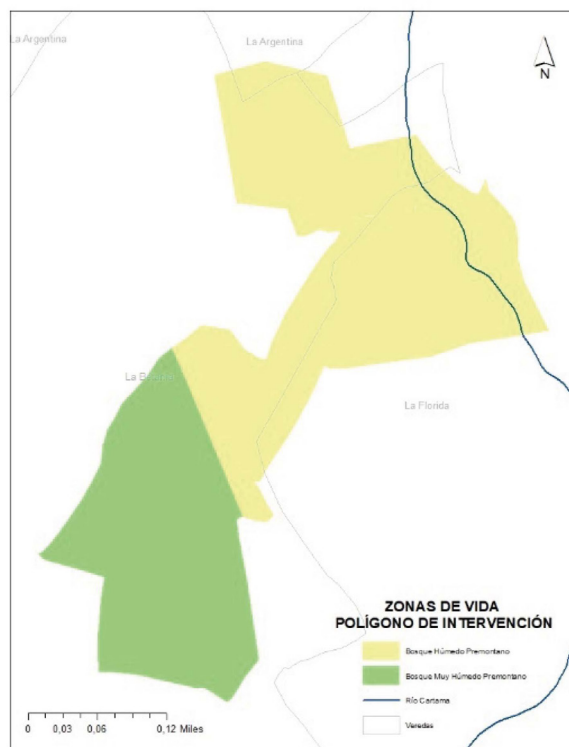 La Argentina
La Argentina
N
La Florida
ZONAS DE VIDA
POLÍGONO DE INTERVENCIÓN
Bosque Húmedo Premontano
Bosque Muy Húmedo Premontano
Río Cartama
Veredas
0 0,03 0,06 0,12 Miles